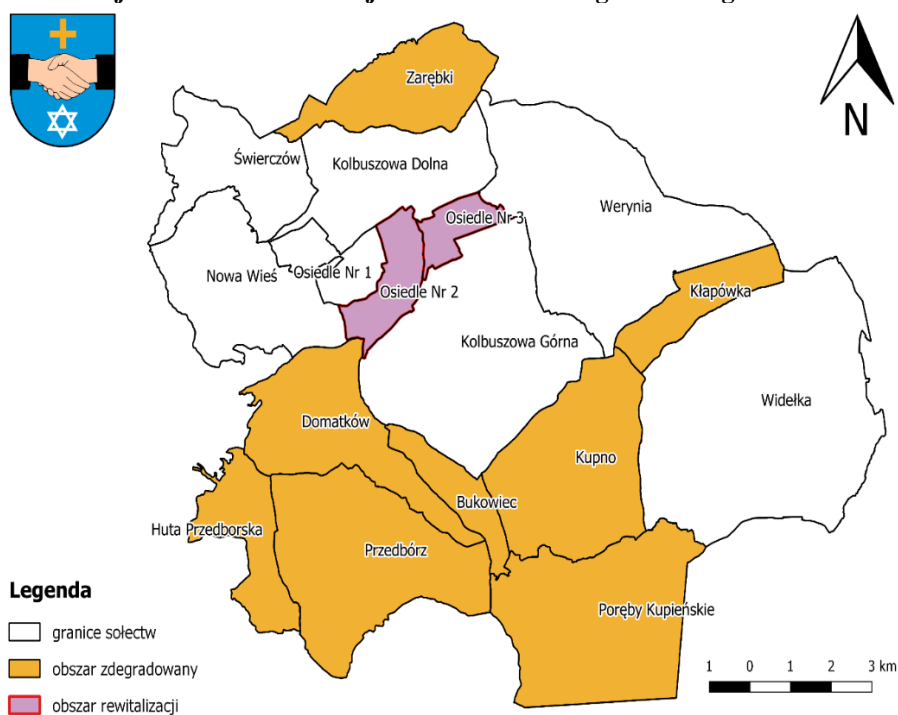 Zarębki
N
Świerczów
Kolbuszowa Dolna
Werynia
Osiedle Nr 3
Nowa Wieś
Osiedle Nr 1
Osiedle Nr 2
Kłapówka
Kolbuszowa Górna
Widełka
Domatków
Kupno
Bukowiec
Huta Przedborska
Przedbórz
Poręby Kupieńskie
Legenda
granice sołectw
obszar zdegradowany
obszar rewitalizacji
1 0 1 2 3 km